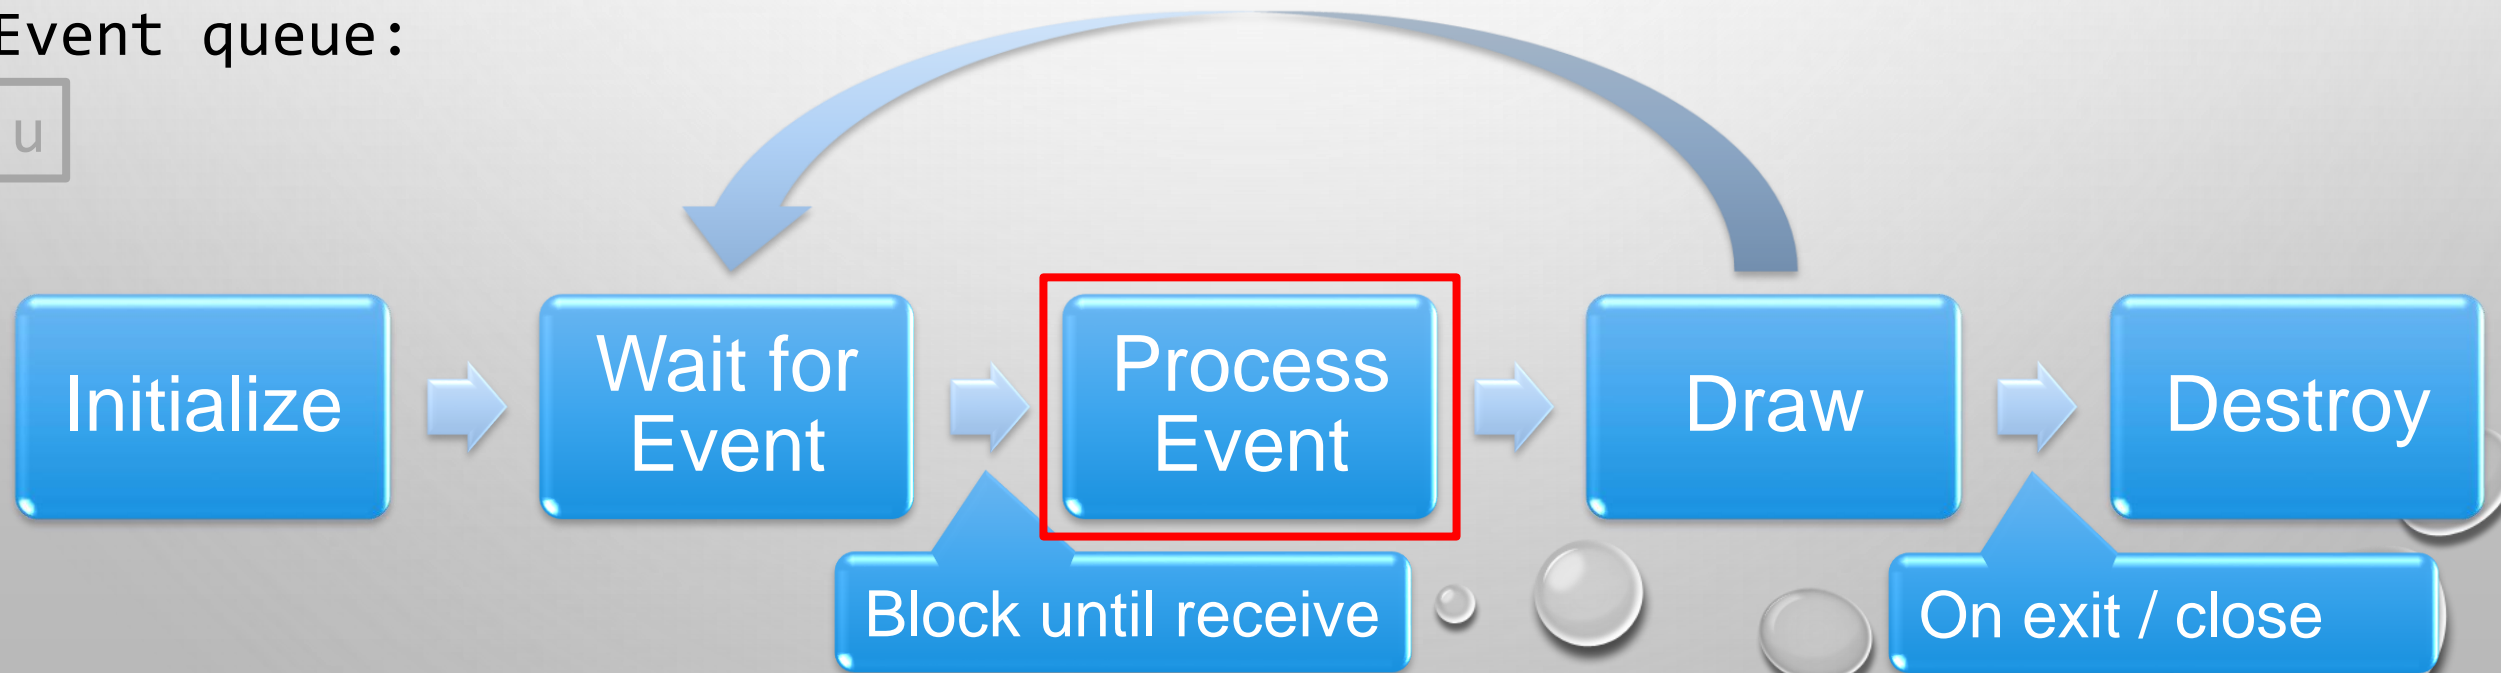 Event queue:
u
Initialize
Wait for
Event
Process
Event
Draw
Destroy
Block until receive
On exit / close